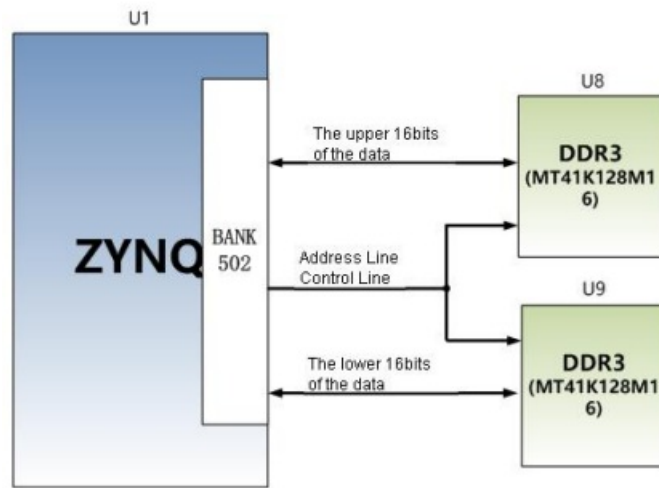 U1
ZYNQ
BANK
502
The upper 16bits
of the data
Address Line
Control Line
The lower 16bits
of the data
U8
DDR3
(MT41K128M1
6)
U9
DDR3
(MT41K128M1
6)